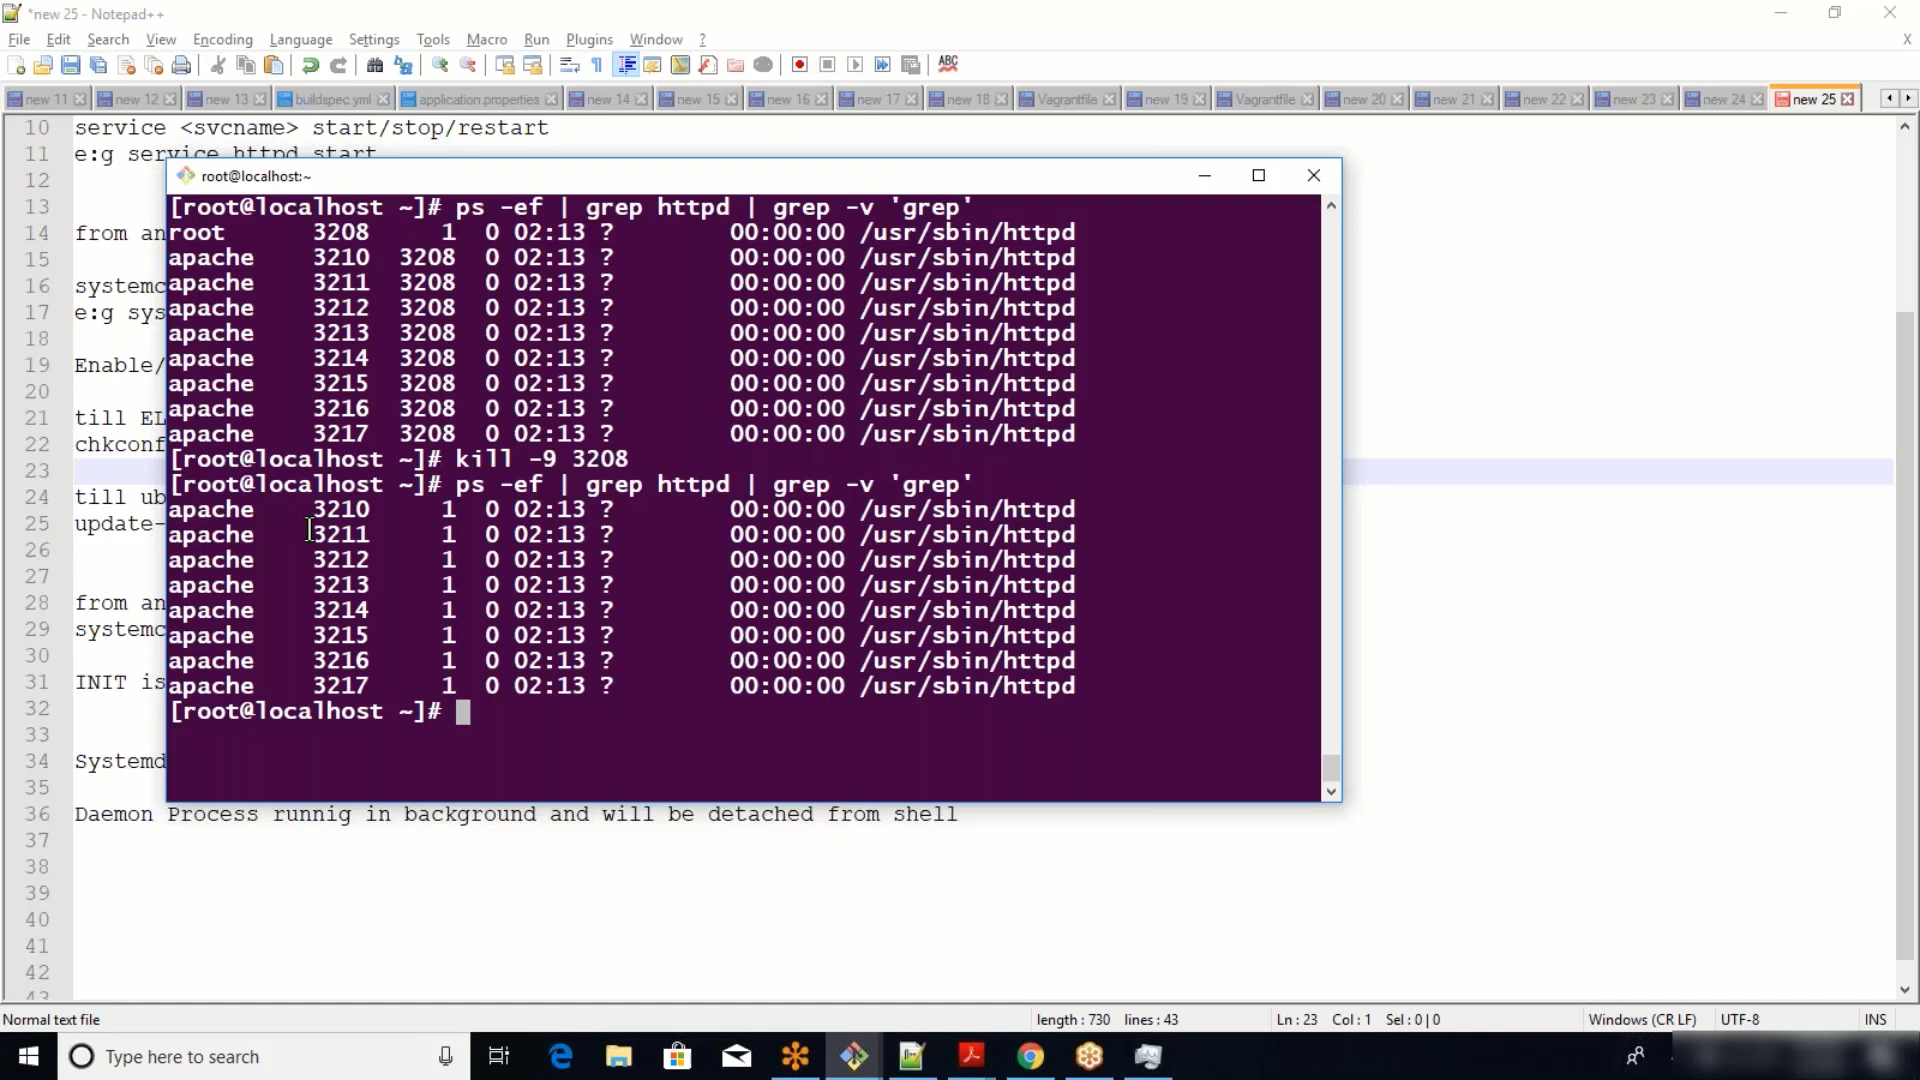 *new 25 - Notepad++
File Edit Search View Encoding Language Settings Tools Macro Run Plugins Window ? X
ABC
new 11 new 12 new 13 buildspec.yml application.properties new 14 new 15 new 16 new 17 new 18 Vagrantfile new 19 Vagrantfile new 20 new 21 new 22 new 23 new 24 new 25
10 service <svcname> start/stop/restart
11 e:g service httpd start
12
13
14 from an
15
16 systemc
17 e:g sys
18
19 Enable/
20
21 till EL
22 chkconf
23
24 till ub
25 update-
26
27
28 from an
29 systemc
30
31 INIT is
32
33
34 Systemd
35
36 Daemon Process runnig in background and will be detached from shell
37
38
39
40
41
42
43
root@localhost:~
[root@localhost ~]# ps -ef | grep httpd | grep -v 'grep'
root 3208 1 0 02:13 ? 00:00:00 /usr/sbin/httpd
apache 3210 3208 0 02:13 ? 00:00:00 /usr/sbin/httpd
apache 3211 3208 0 02:13 ? 00:00:00 /usr/sbin/httpd
apache 3212 3208 0 02:13 ? 00:00:00 /usr/sbin/httpd
apache 3213 3208 0 02:13 ? 00:00:00 /usr/sbin/httpd
apache 3214 3208 0 02:13 ? 00:00:00 /usr/sbin/httpd
apache 3215 3208 0 02:13 ? 00:00:00 /usr/sbin/httpd
apache 3216 3208 0 02:13 ? 00:00:00 /usr/sbin/httpd
apache 3217 3208 0 02:13 ? 00:00:00 /usr/sbin/httpd
[root@localhost ~]# kill -9 3208
[root@localhost ~]# ps -ef | grep httpd | grep -v 'grep'
apache 3210 1 0 02:13 ? 00:00:00 /usr/sbin/httpd
apache 3211 1 0 02:13 ? 00:00:00 /usr/sbin/httpd
apache 3212 1 0 02:13 ? 00:00:00 /usr/sbin/httpd
apache 3213 1 0 02:13 ? 00:00:00 /usr/sbin/httpd
apache 3214 1 0 02:13 ? 00:00:00 /usr/sbin/httpd
apache 3215 1 0 02:13 ? 00:00:00 /usr/sbin/httpd
apache 3216 1 0 02:13 ? 00:00:00 /usr/sbin/httpd
apache 3217 1 0 02:13 ? 00:00:00 /usr/sbin/httpd
[root@localhost ~]#
Normal text file length : 730 lines : 43 Ln : 23 Col : 1 Sel : 0 | 0 Windows (CR LF) UTF-8 INS
Type here to search